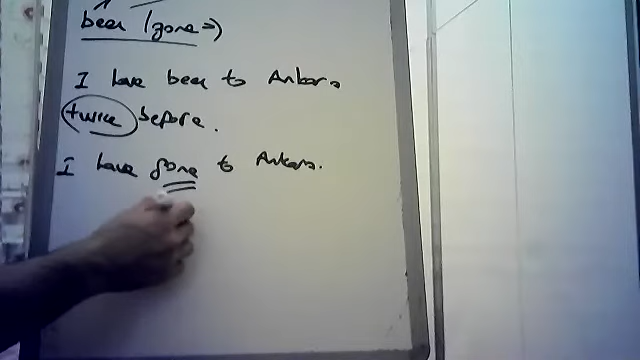 been (gone →)
I have been to Ankara
twice before.
I have gone to Ankara.